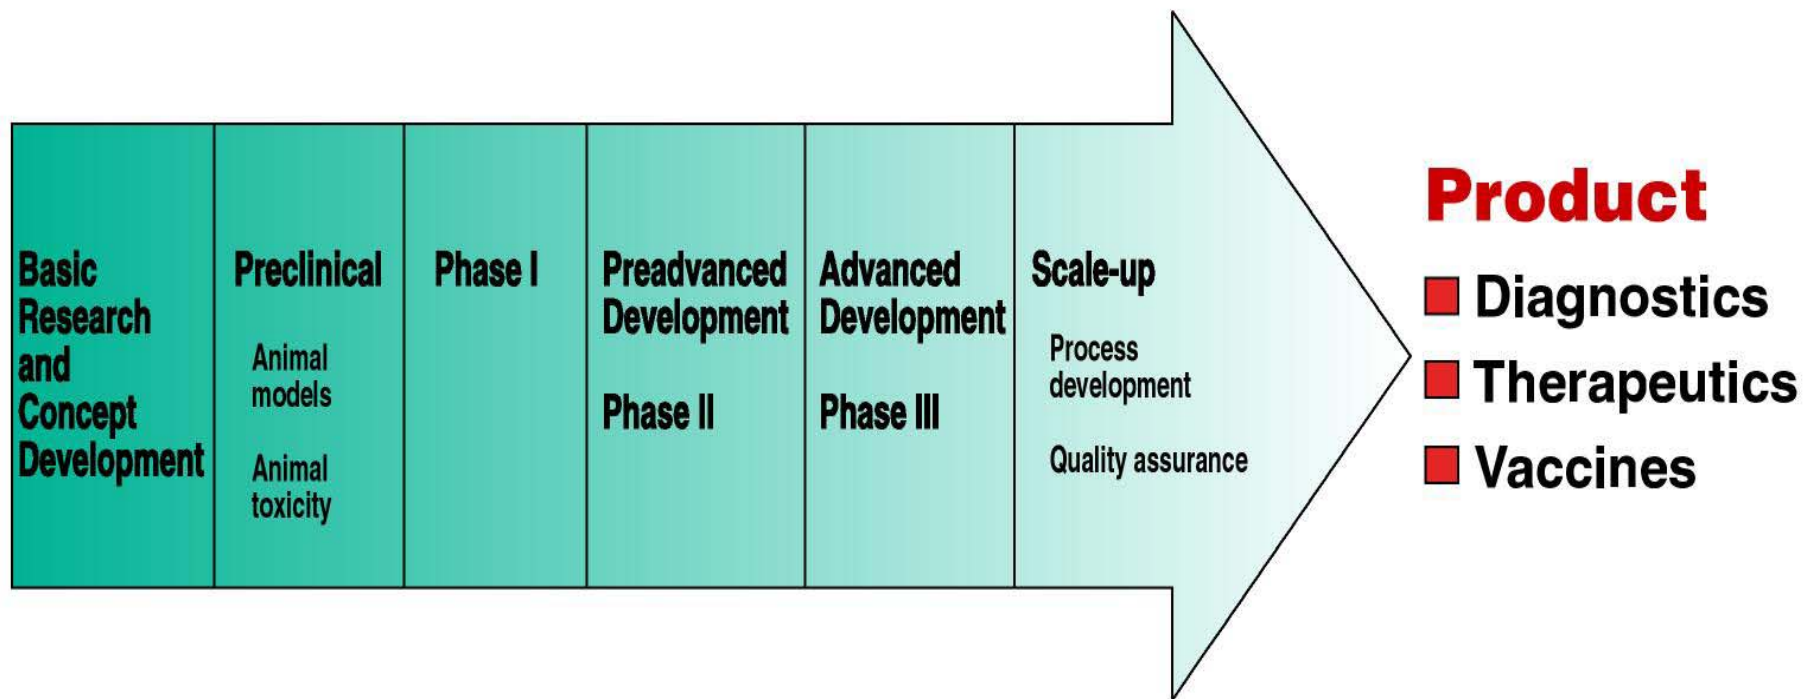 Basic
Research
and
Concept
Development
Preclinical
Animal
models
Animal
toxicity
Phase I
Preadvanced
Development
Phase II
Advanced
Development
Phase III
Scale-up
Process
development
Quality assurance
Product
Diagnostics
Therapeutics
Vaccines